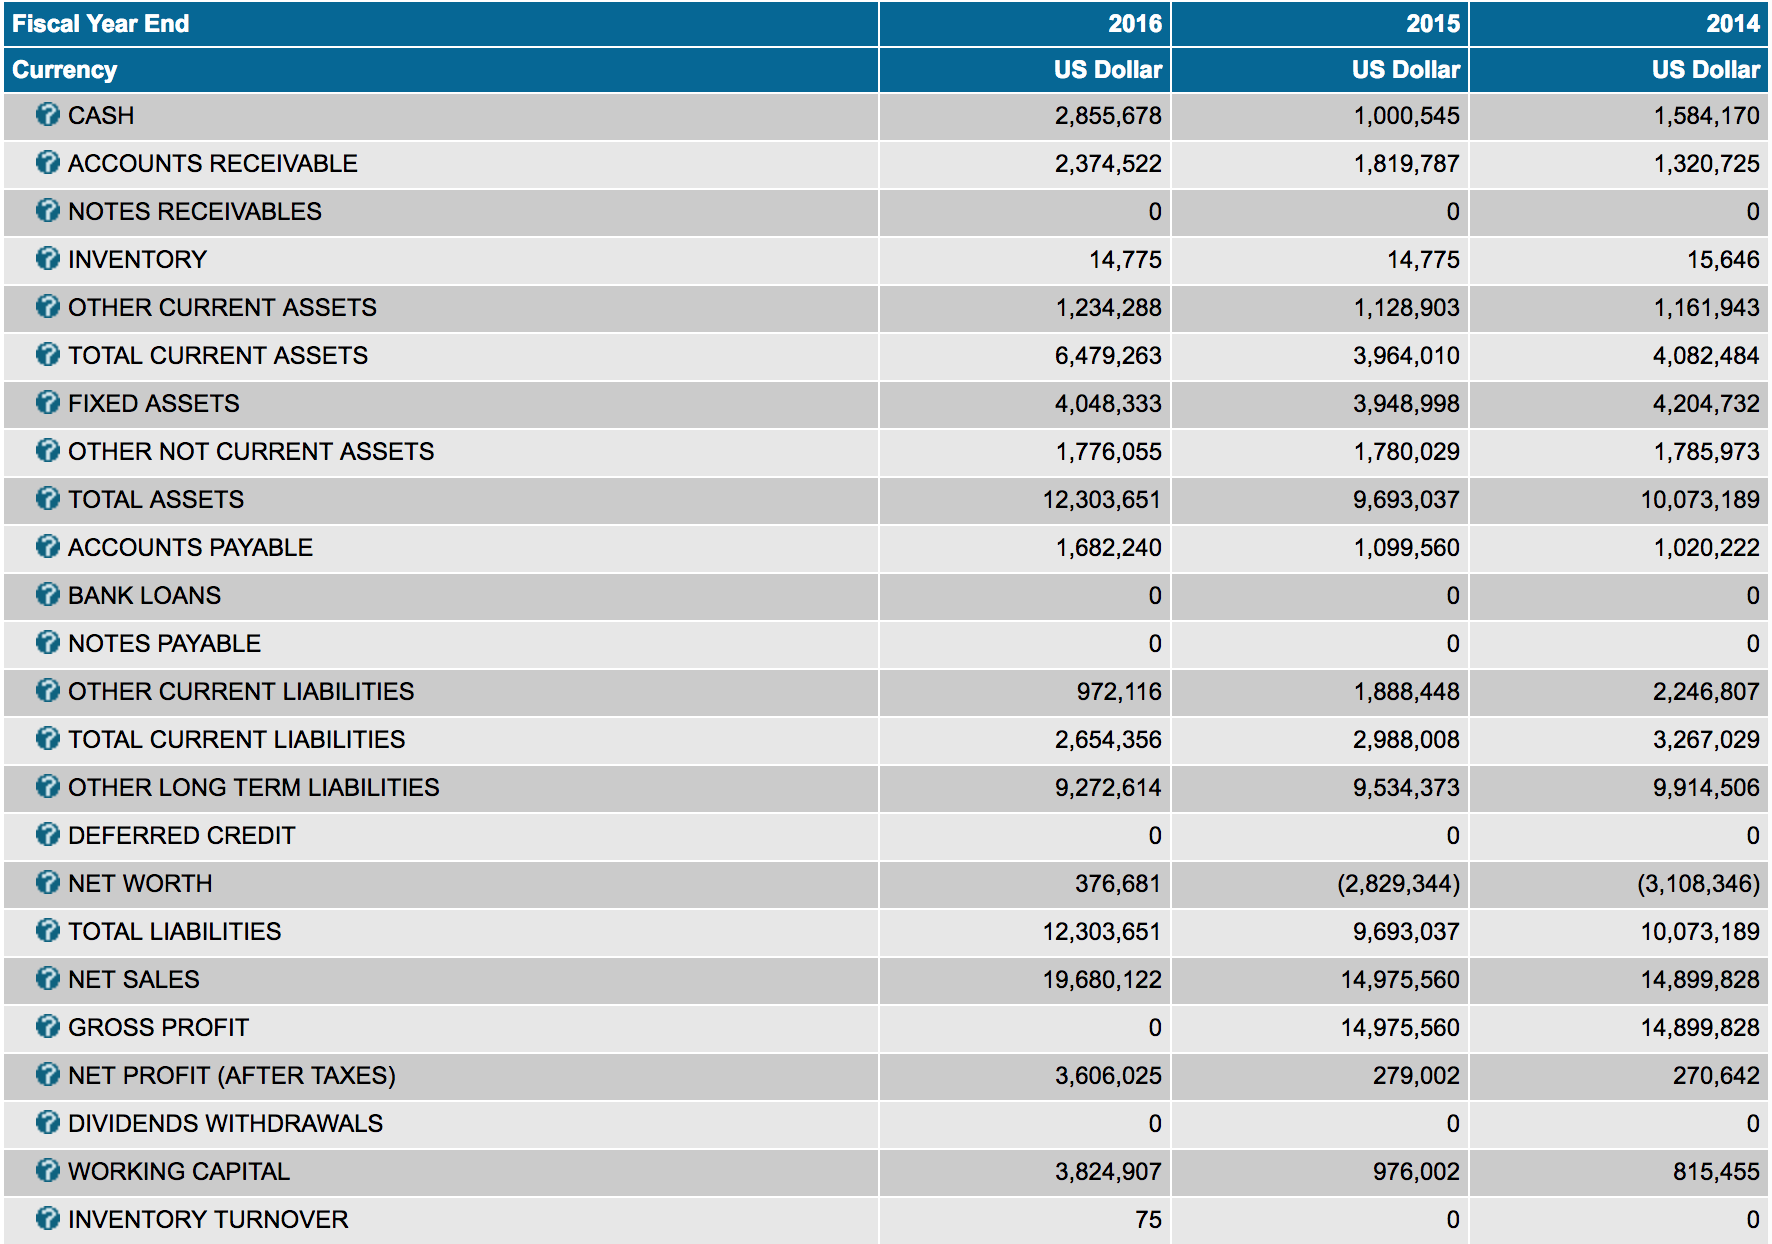 Fiscal Year End 2016 2015 2014
Currency US Dollar US Dollar US Dollar
CASH 2,855,678 1,000,545 1,584,170
ACCOUNTS RECEIVABLE 2,374,522 1,819,787 1,320,725
NOTES RECEIVABLES 0 0 0
INVENTORY 14,775 14,775 15,646
OTHER CURRENT ASSETS 1,234,288 1,128,903 1,161,943
TOTAL CURRENT ASSETS 6,479,263 3,964,010 4,082,484
FIXED ASSETS 4,048,333 3,948,998 4,204,732
OTHER NOT CURRENT ASSETS 1,776,055 1,780,029 1,785,973
TOTAL ASSETS 12,303,651 9,693,037 10,073,189
ACCOUNTS PAYABLE 1,682,240 1,099,560 1,020,222
BANK LOANS 0 0 0
NOTES PAYABLE 0 0 0
OTHER CURRENT LIABILITIES 972,116 1,888,448 2,246,807
TOTAL CURRENT LIABILITIES 2,654,356 2,988,008 3,267,029
OTHER LONG TERM LIABILITIES 9,272,614 9,534,373 9,914,506
DEFERRED CREDIT 0 0 0
NET WORTH 376,681 (2,829,344) (3,108,346)
TOTAL LIABILITIES 12,303,651 9,693,037 10,073,189
NET SALES 19,680,122 14,975,560 14,899,828
GROSS PROFIT 0 14,975,560 14,899,828
NET PROFIT (AFTER TAXES) 3,606,025 279,002 270,642
DIVIDENDS WITHDRAWALS 0 0 0
WORKING CAPITAL 3,824,907 976,002 815,455
INVENTORY TURNOVER 75 0 0